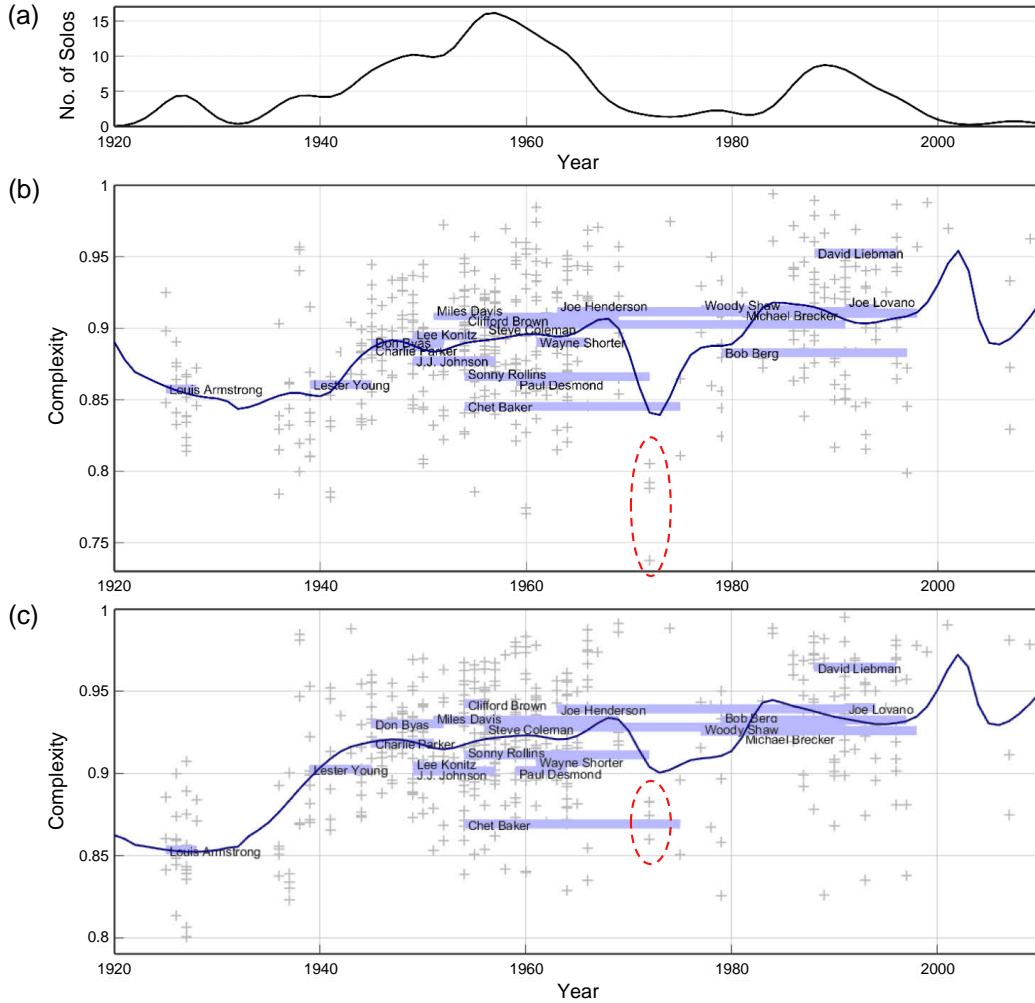 (a)
No. of Solos
15
10
5
0
1920 1940 1960 1980 2000
Year
(b)
Complexity
1
0.95
0.9
0.85
0.8
0.75
David Liebman
Joe Henderson
Woody Shaw
Joe Lovano
Miles Davis
Michael Brecker
Clifford Brown
Steve Coleman
Lee Konitz
Don Byas
Wayne Shorter
Charlie Parker
Bob Berg
J.J. Johnson
Sonny Rollins
Louis Armstrong
Lester Young
Paul Desmond
Chet Baker
1920 1940 1960 1980 2000
Year
(c)
Complexity
1
0.95
0.9
0.85
0.8
David Liebman
Clifford Brown
Joe Henderson
Joe Lovano
Miles Davis
Bob Berg
Don Byas
Steve Coleman
Woody Shaw
Michael Brecker
Charlie Parker
Sonny Rollins
Wayne Shorter
Lee Konitz
Lester Young
J.J. Johnson
Paul Desmond
Chet Baker
Louis Armstrong
1920 1940 1960 1980 2000
Year